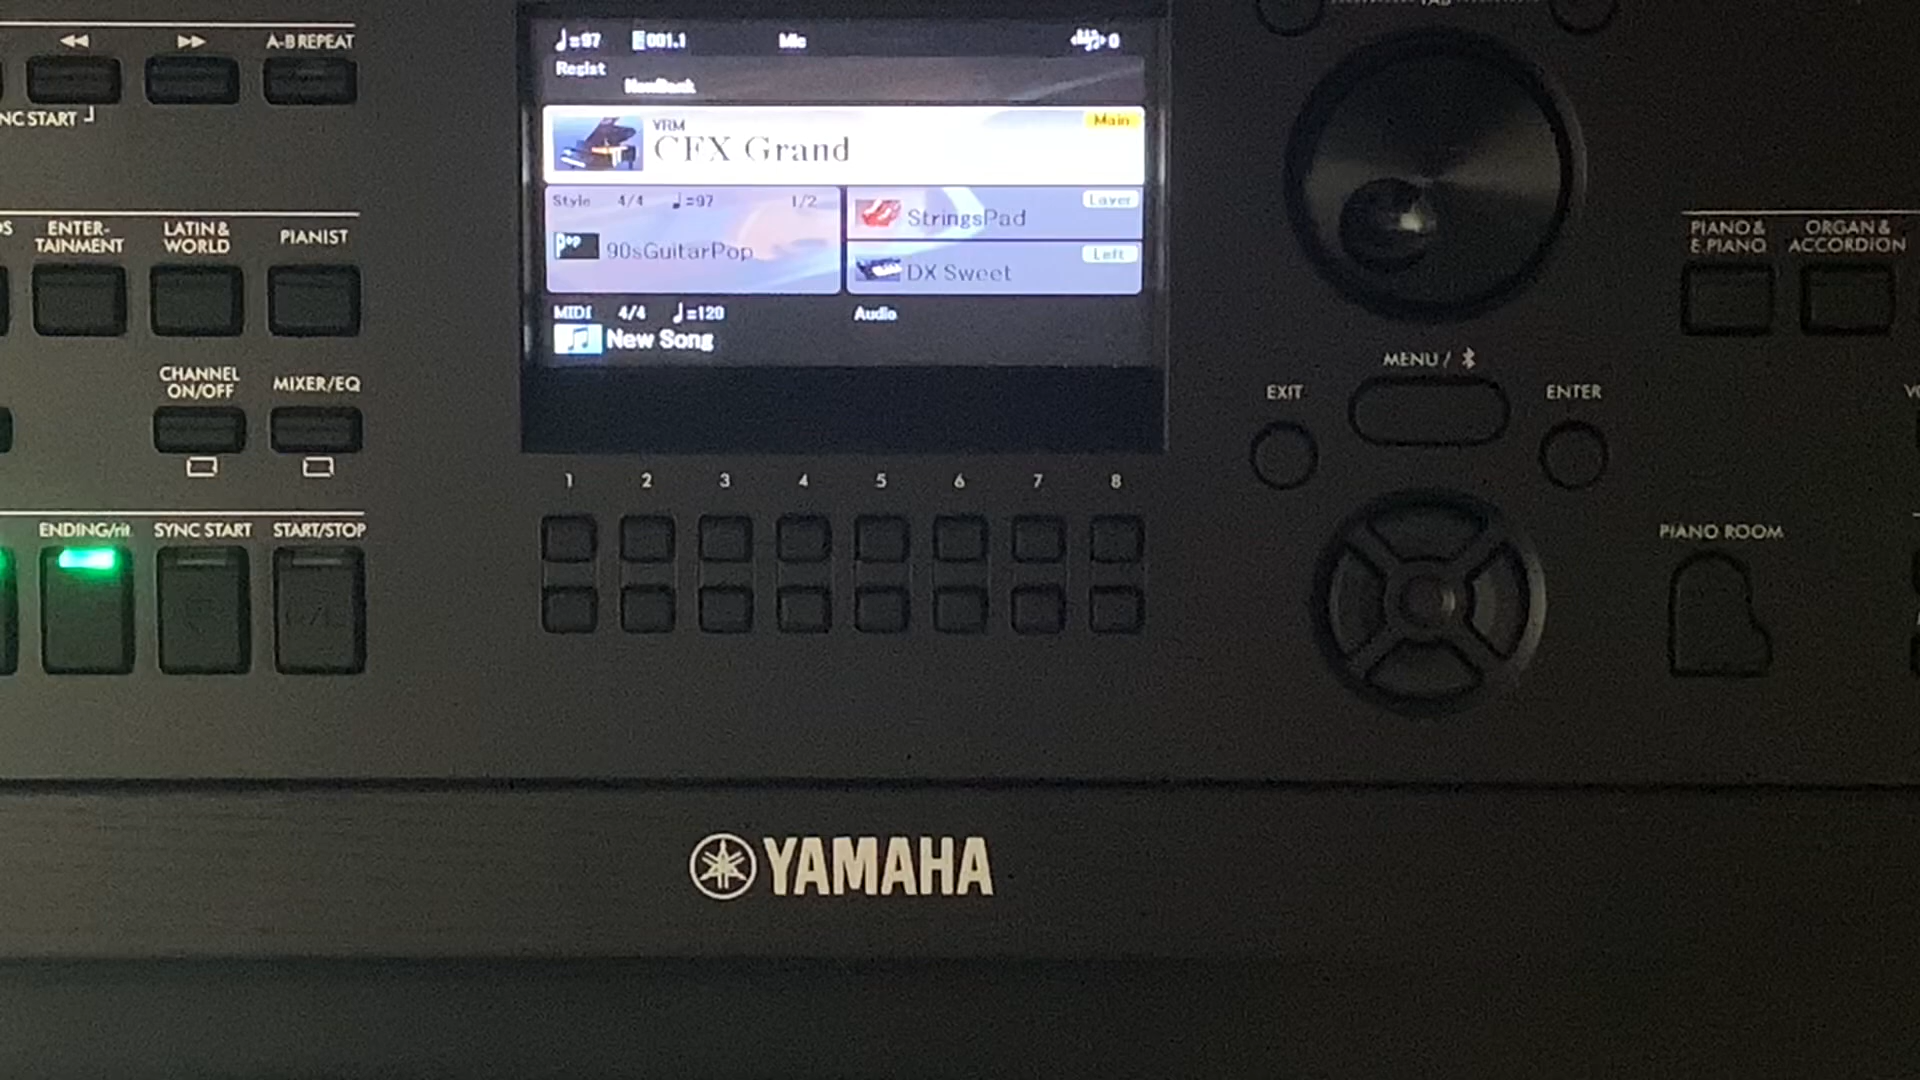 A-B REPEAT
NC START
ENTER-
TAINMENT
LATIN &
WORLD
PIANIST
CHANNEL
ON/OFF
MIXER/EQ
ENDING/rit.
SYNC START
START/STOP
♩=97 001.1 Mic 0
Regist
NewBank
VRM
CFX Grand
Main
Style 4/4 ♩=97 1/2
90sGuitarPop
StringsPad
Layer
DX Sweet
Left
MIDI 4/4 ♩=120
New Song
Audio
1 2 3 4 5 6 7 8
MENU /
EXIT
ENTER
PIANO &
E. PIANO
ORGAN &
ACCORDION
PIANO ROOM
YAMAHA